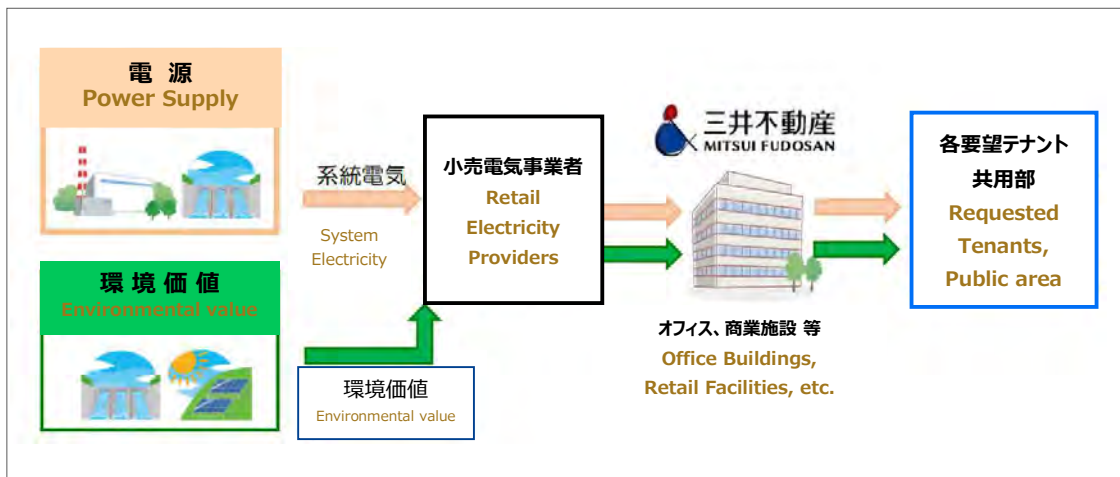 電 源
Power Supply
系統電気
System
Electricity
環 境 価 値
Environmental value
環境価値
Environmental value
小売電気事業者
Retail
Electricity
Providers
三井不動産
MITSUI FUDOSAN
オフィス、商業施設 等
Office Buildings,
Retail Facilities, etc.
各要望テナント
共用部
Requested
Tenants,
Public area